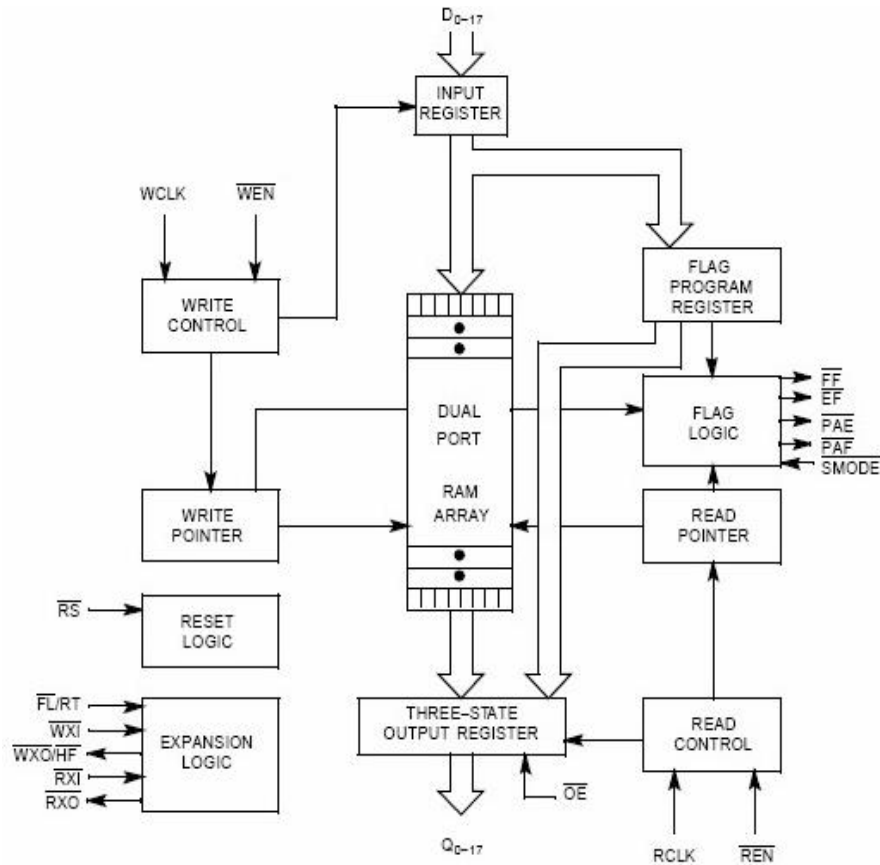 D0–17
INPUT
REGISTER
WCLK
WEN
WRITE
CONTROL
FLAG
PROGRAM
REGISTER
DUAL
PORT
RAM
ARRAY
FLAG
LOGIC
FF
EF
PAE
PAF
SMODE
WRITE
POINTER
READ
POINTER
RS
RESET
LOGIC
FL/RT
WXI
WXO/HF
RXI
RXO
EXPANSION
LOGIC
THREE–STATE
OUTPUT REGISTER
READ
CONTROL
OE
Q0–17
RCLK
REN